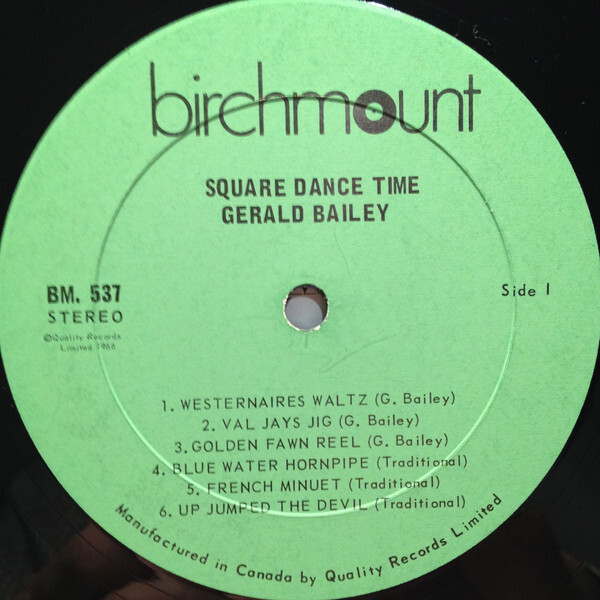 birchmount
SQUARE DANCE TIME
GERALD BAILEY
BM. 537
STEREO
©Quality Records
Limited 1966
Side 1
1. WESTERNAIRES WALTZ (G. Bailey)
2. VAL JAYS JIG (G. Bailey)
3. GOLDEN FAWN REEL (G. Bailey)
4. BLUE WATER HORNPIPE (Traditional)
5. FRENCH MINUET (Traditional)
6. UP JUMPED THE DEVIL (Traditional)
Manufactured in Canada by Quality Records Limited